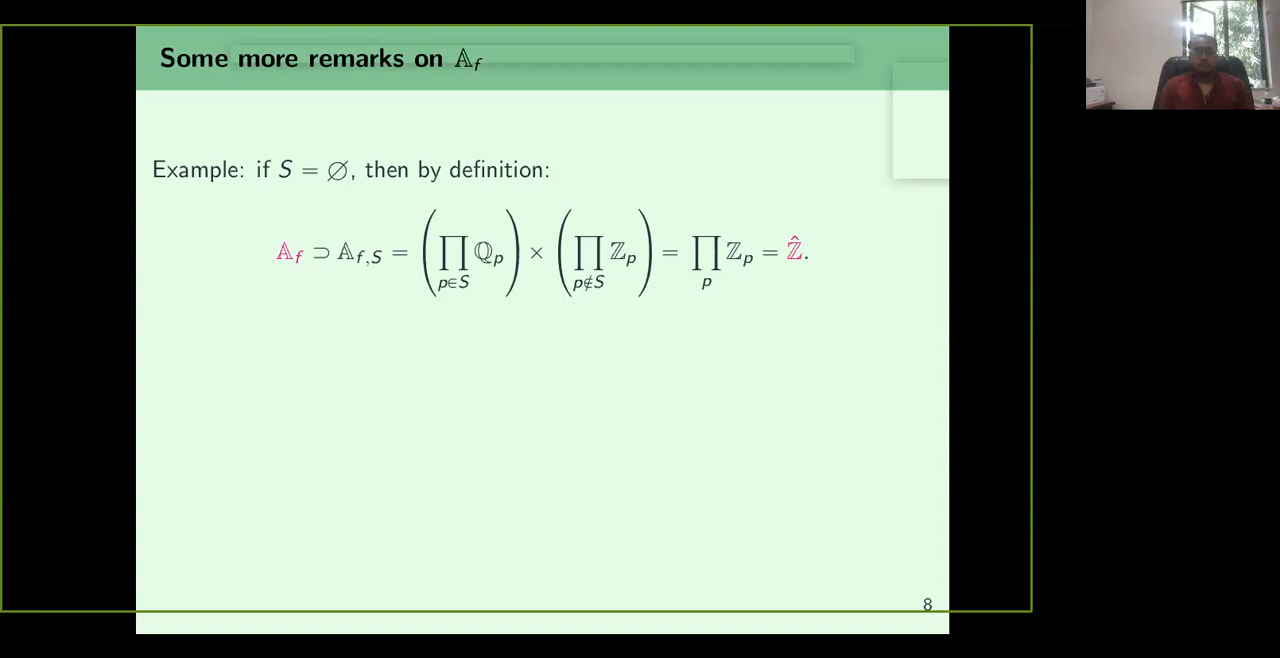 Some more remarks on 𝔸_f
Example: if S = ∅, then by definition:
𝔸_f ⊃ 𝔸_{f,S} = (∏_{p∈S} ℚ_p) × (∏_{p∉S} ℤ_p) = ∏_p ℤ_p = ℤ̂.
8